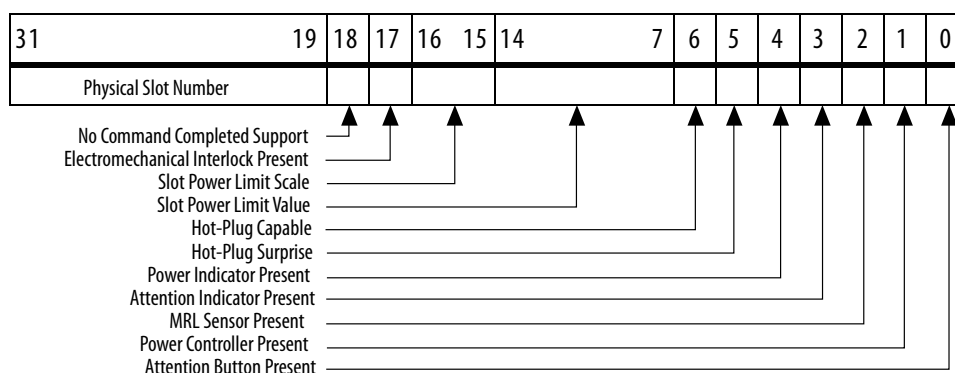 31 19 18 17 16 15 14 7 6 5 4 3 2 1 0
Physical Slot Number
No Command Completed Support
Electromechanical Interlock Present
Slot Power Limit Scale
Slot Power Limit Value
Hot-Plug Capable
Hot-Plug Surprise
Power Indicator Present
Attention Indicator Present
MRL Sensor Present
Power Controller Present
Attention Button Present